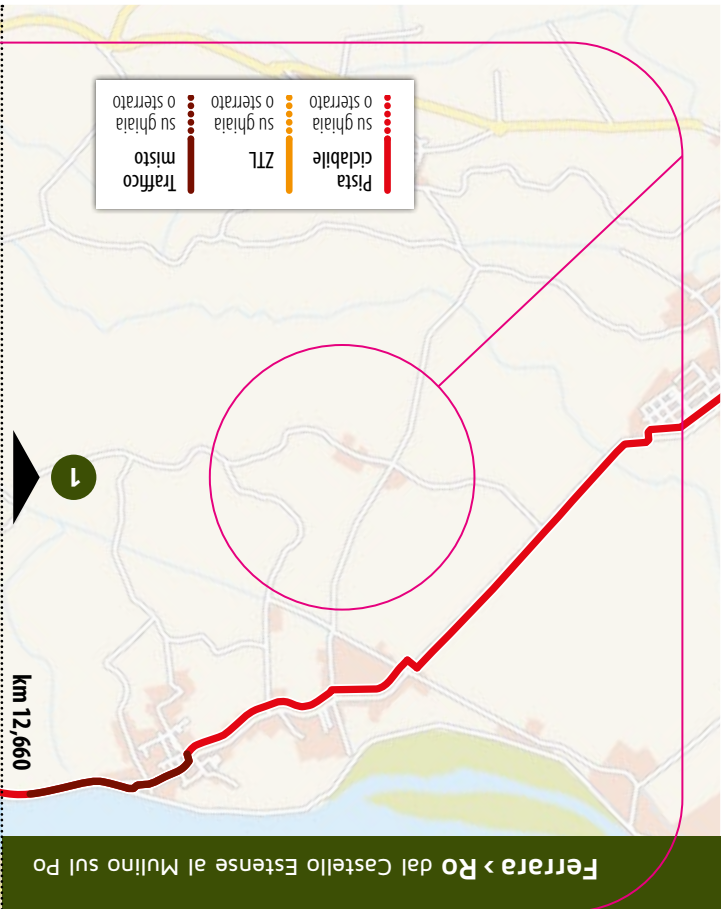 Ferrara > Ro dal Castello Estense al Mulino sul Po
km 12,660
1
Pista
ciclabile
su ghiaia
o sterrato
ZTL
su ghiaia
o sterrato
Traffico
misto
su ghiaia
o sterrato